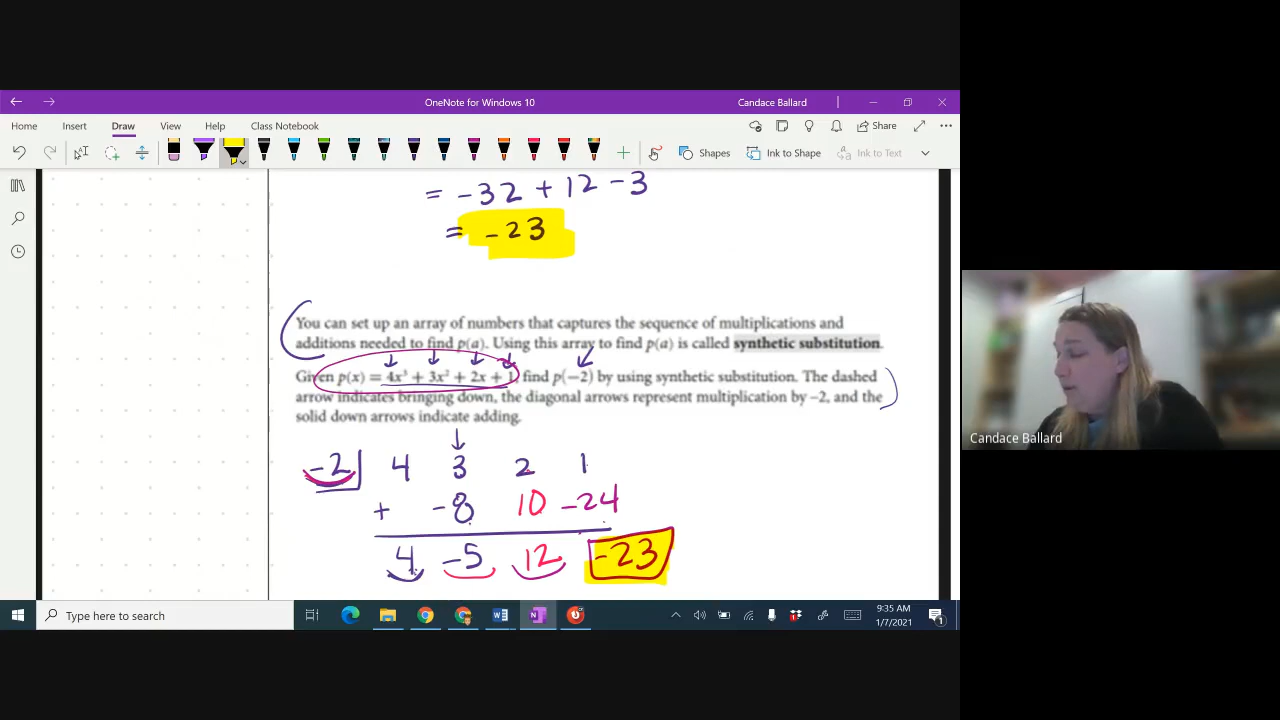 OneNote for Windows 10
Candace Ballard
Home Insert Draw View Help Class Notebook
Share
Shapes Ink to Shape Ink to Text
= -32 + 12 - 3
= -23
You can set up an array of numbers that captures the sequence of multiplications and
additions needed to find p(a). Using this array to find p(a) is called synthetic substitution.
Given p(x) = 4x³ + 3x² + 2x + 1, find p(−2) by using synthetic substitution. The dashed
arrow indicates bringing down, the diagonal arrows represent multiplication by −2, and the
solid down arrows indicate adding.
-2 4 3 2 1
+ -8 10 -24
4 -5 12 -23
Candace Ballard
Type here to search
9:35 AM
1/7/2021